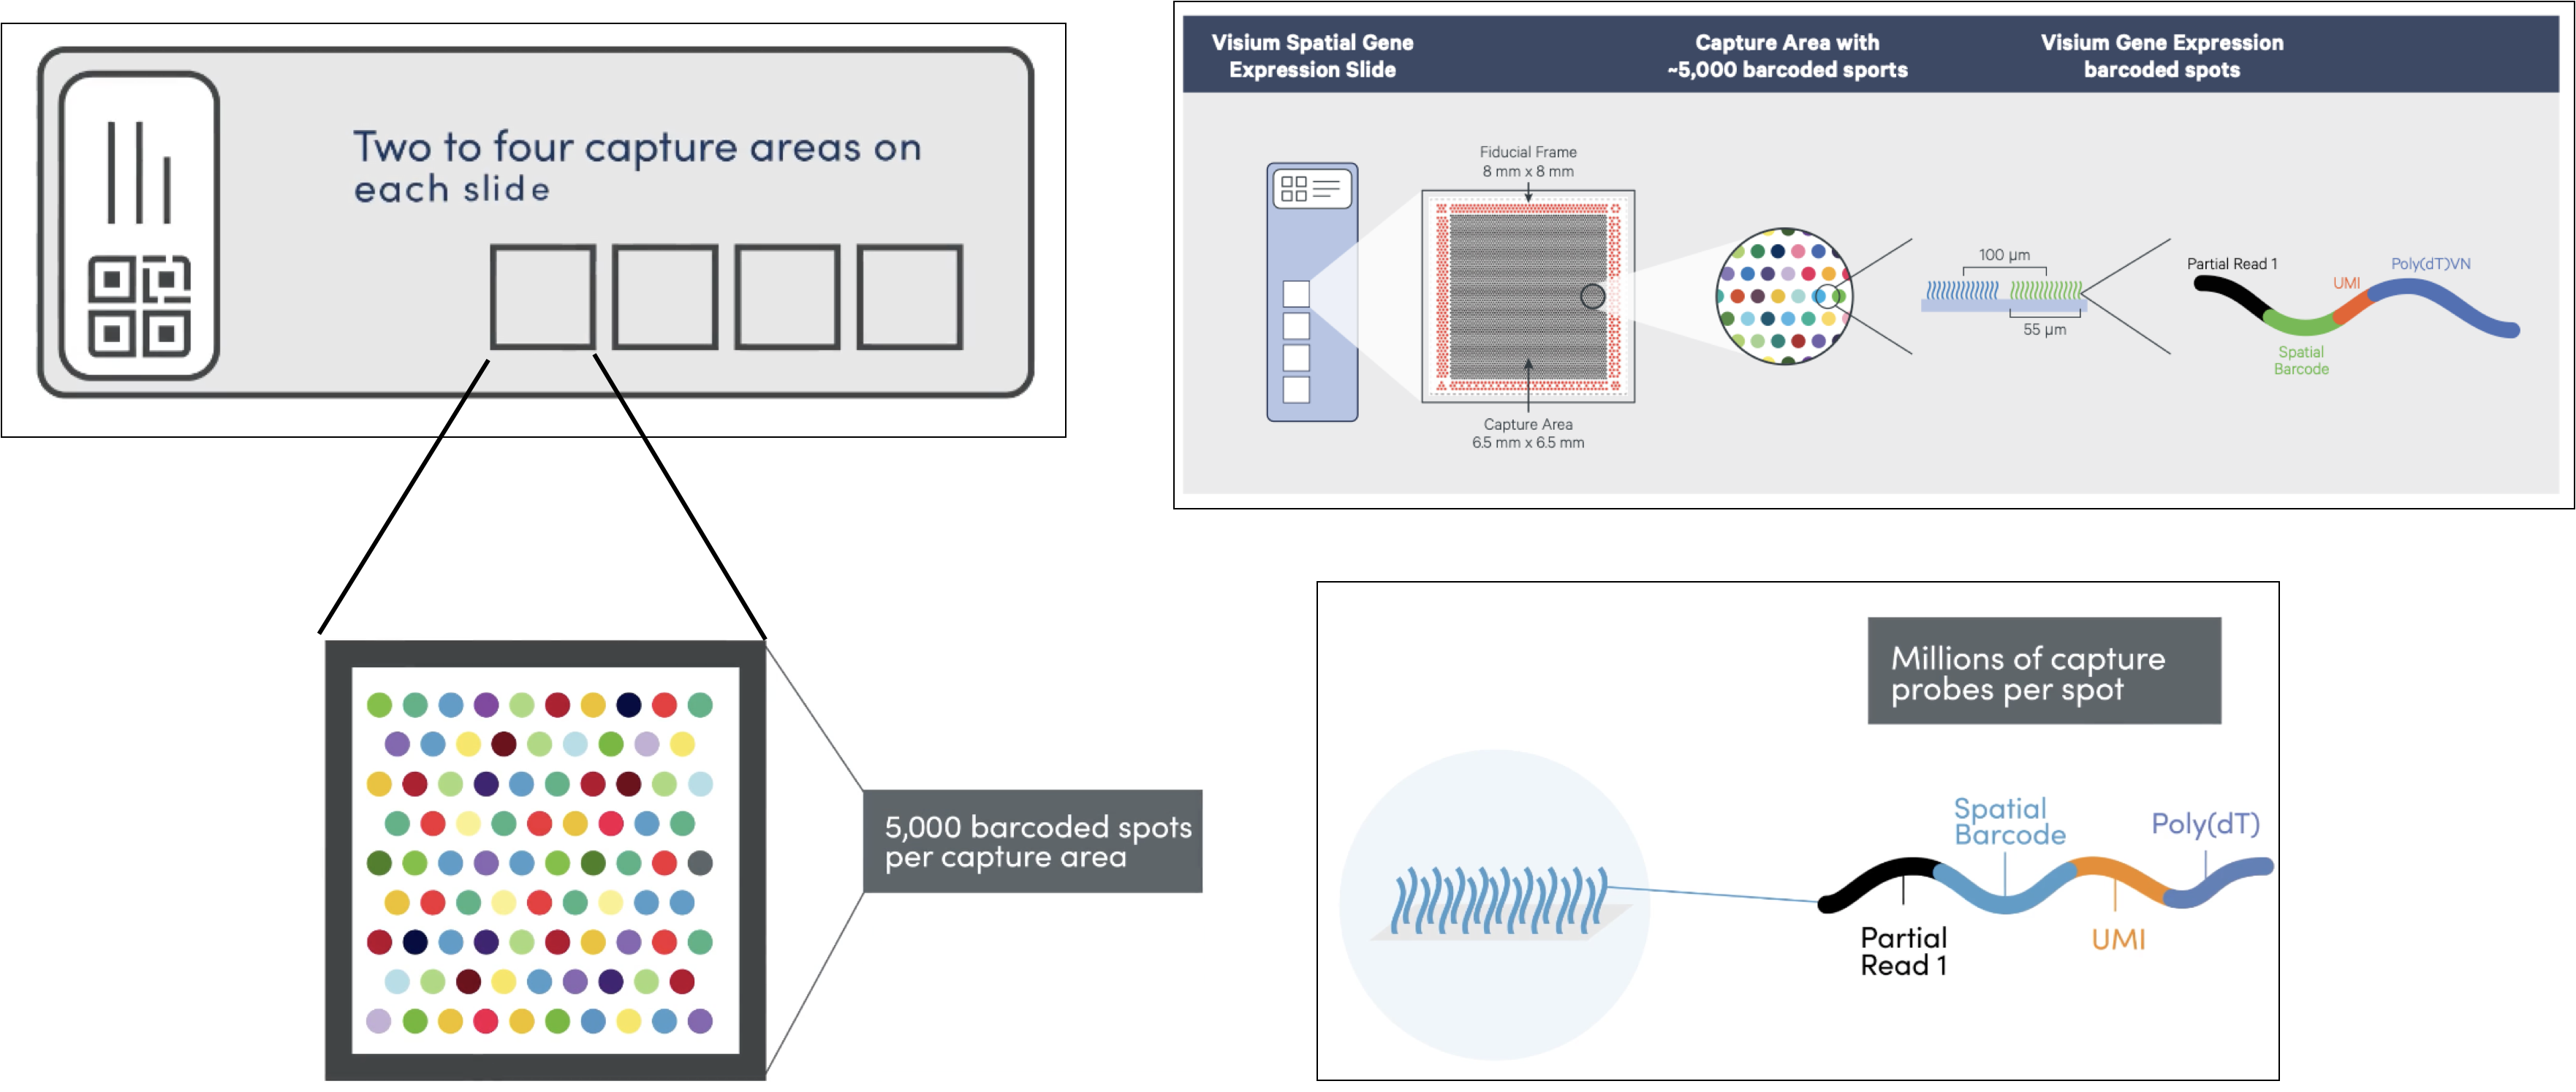 Two to four capture areas on
each slide
5,000 barcoded spots
per capture area
Visium Spatial Gene
Expression Slide
Capture Area with
~5,000 barcoded sports
Visium Gene Expression
barcoded spots
Fiducial Frame
8 mm x 8 mm
Capture Area
6.5 mm x 6.5 mm
100 µm
55 µm
Partial Read 1
Spatial
Barcode
UMI
Poly(dT)VN
Millions of capture
probes per spot
Partial
Read 1
Spatial
Barcode
UMI
Poly(dT)